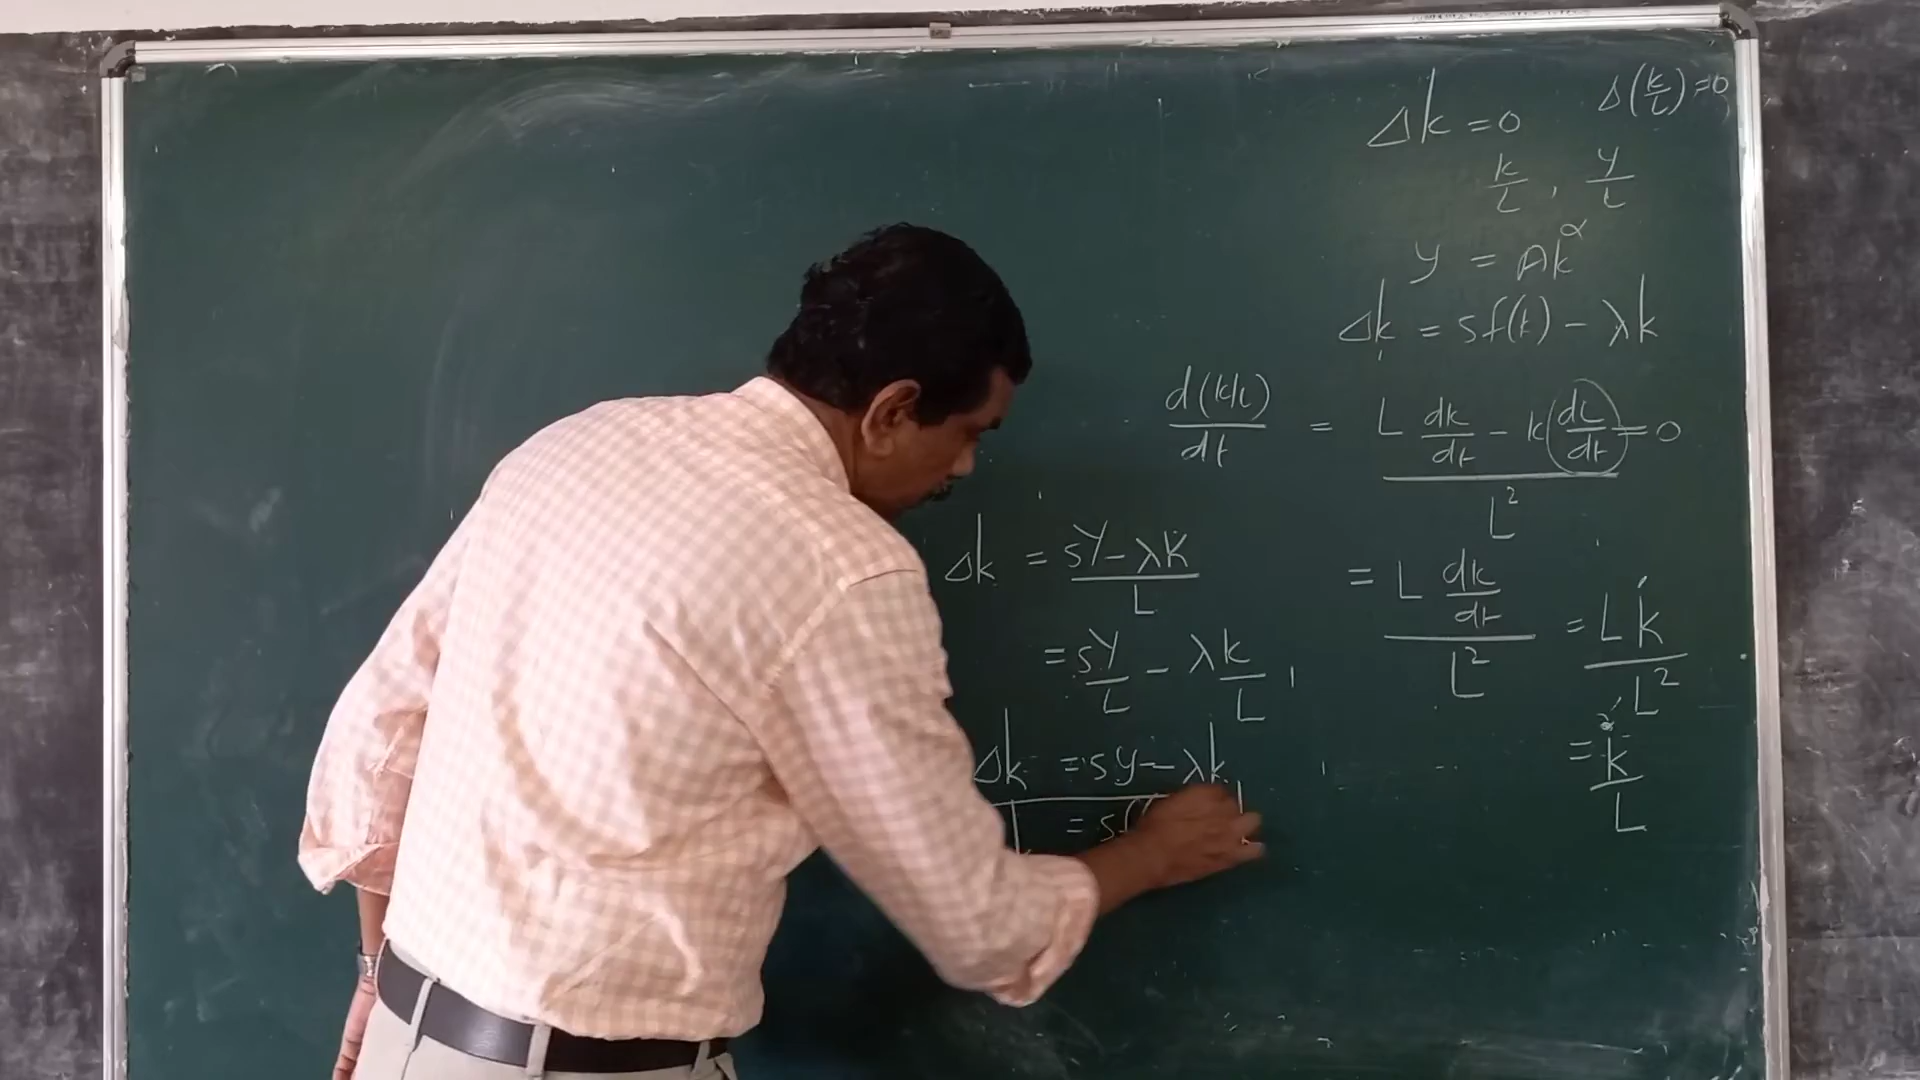 Δk = 0
Δ(k/L) = 0
k/L , y/L
y = Ak^α
Δk = sf(k) − λk
d(k/L)/dt = (L dk/dt − k (dL/dt) = 0)/L²
= (L dk/dt)/L² = Lk̇/L²
= k̇/L
Δk = (sY − λK)/L
= sY/L − λk/L
Δk = sy − λk
= sf(